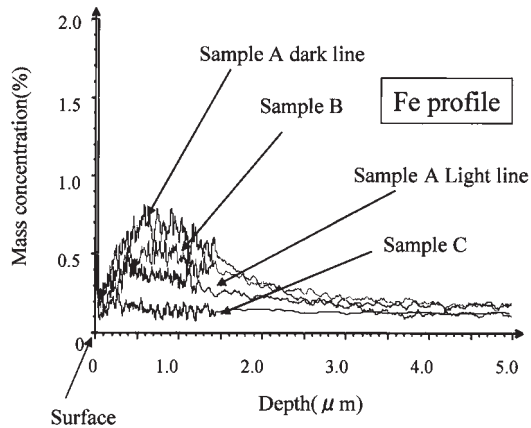 2.0
Sample A dark line
1.5
Sample B
Fe profile
Mass concentration(%)
1.0
Sample A Light line
0.5
Sample C
0
0 1.0 2.0 3.0 4.0 5.0
Depth(μm)
Surface